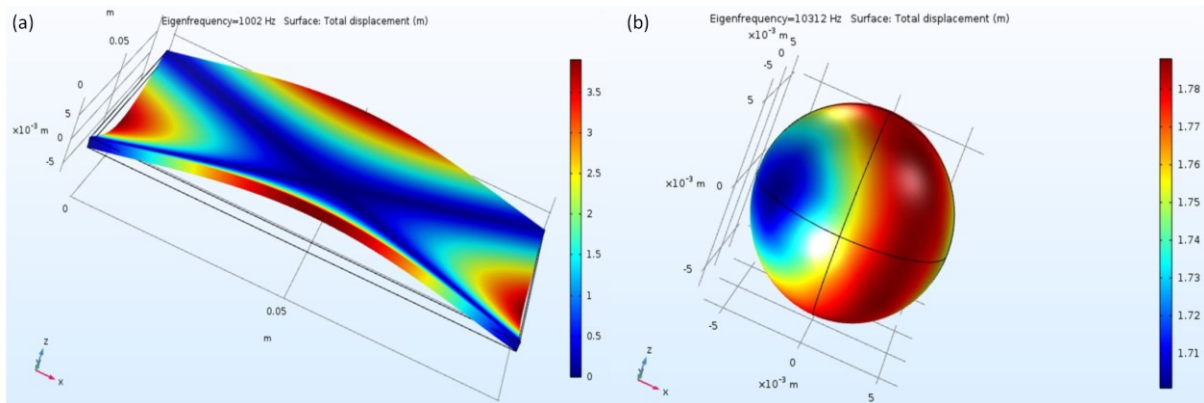 (a)
Eigenfrequency=1002 Hz Surface: Total displacement (m)
m
0.05
0
5
×10⁻³ m 0
-5
0
0.05
m
3.5
3
2.5
2
1.5
1
0.5
0
z
y
x
(b)
Eigenfrequency=10312 Hz Surface: Total displacement (m)
×10⁻³ m 5
0
-5
5
×10⁻³ m 0
-5
-5
0
×10⁻³ m
5
1.78
1.77
1.76
1.75
1.74
1.73
1.72
1.71
z
y
x